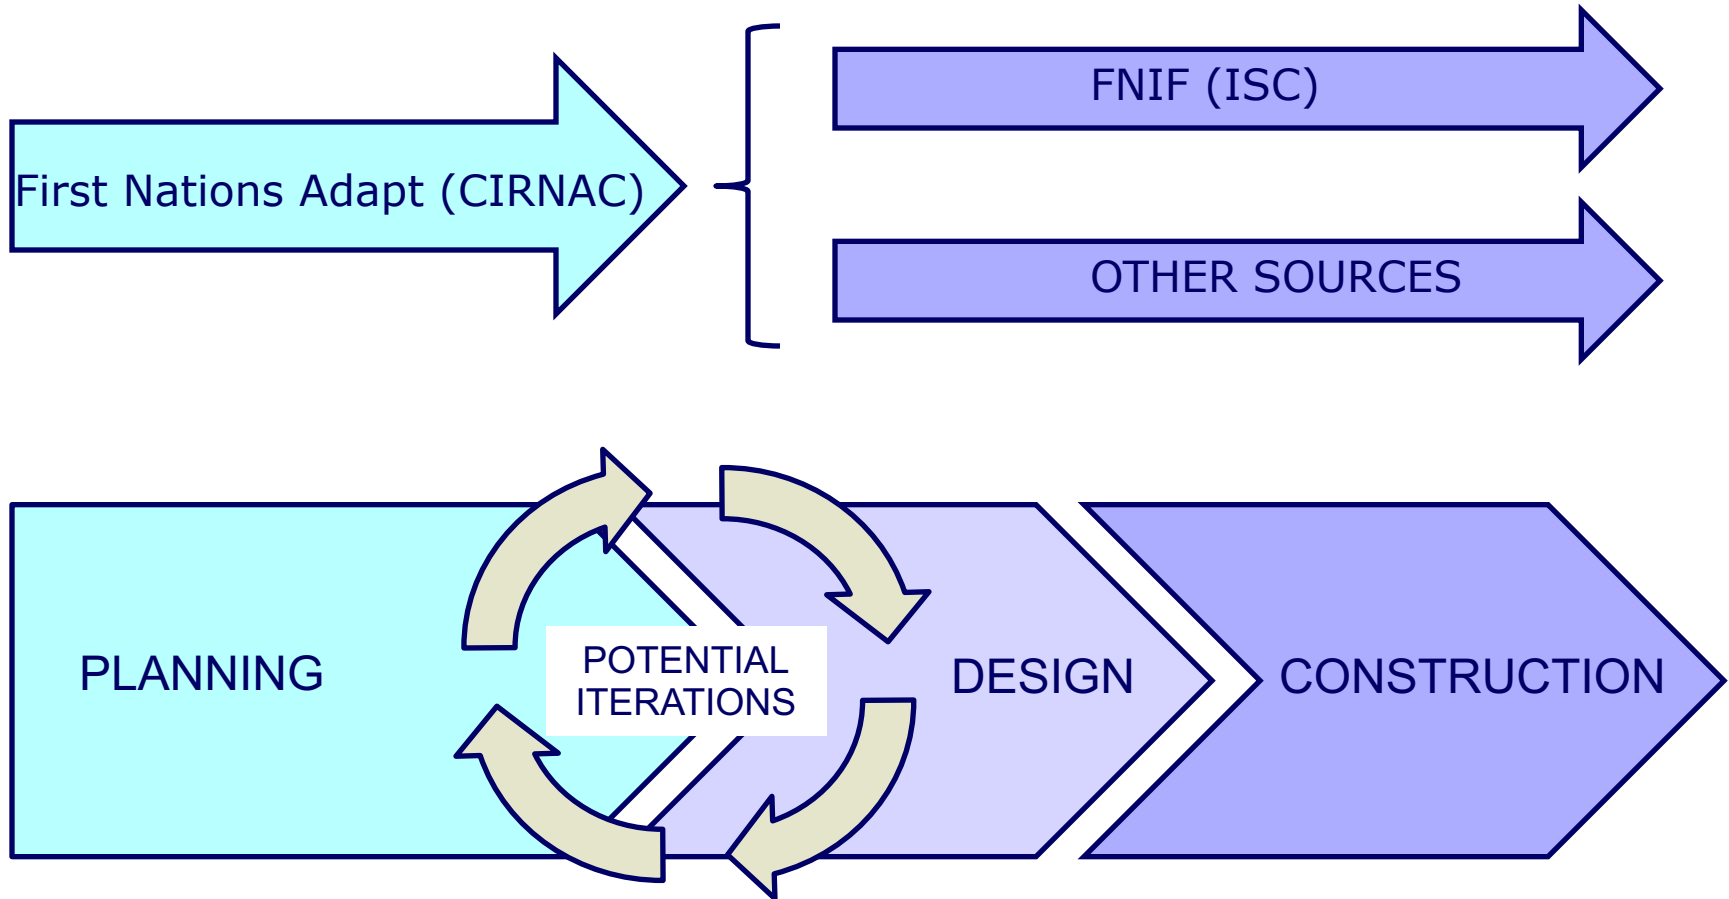 FNIF (ISC)
First Nations Adapt (CIRNAC)
OTHER SOURCES
PLANNING
POTENTIAL
ITERATIONS
DESIGN
CONSTRUCTION